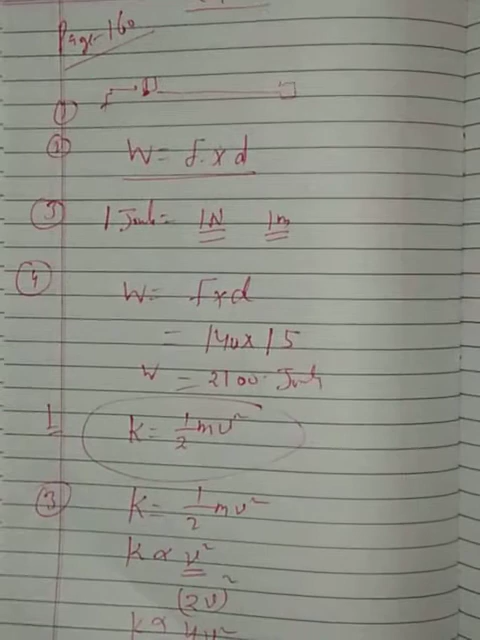 Page-160
①
② W = f. x d
③ 1 Joule = 1N 1m
④ W = f x d
= 140 x 15
W = 2100 Joule
1 K = 1/2 mv²
③ K = 1/2 mv²
K ∝ v²
(2v)²
K ∝ 4v²